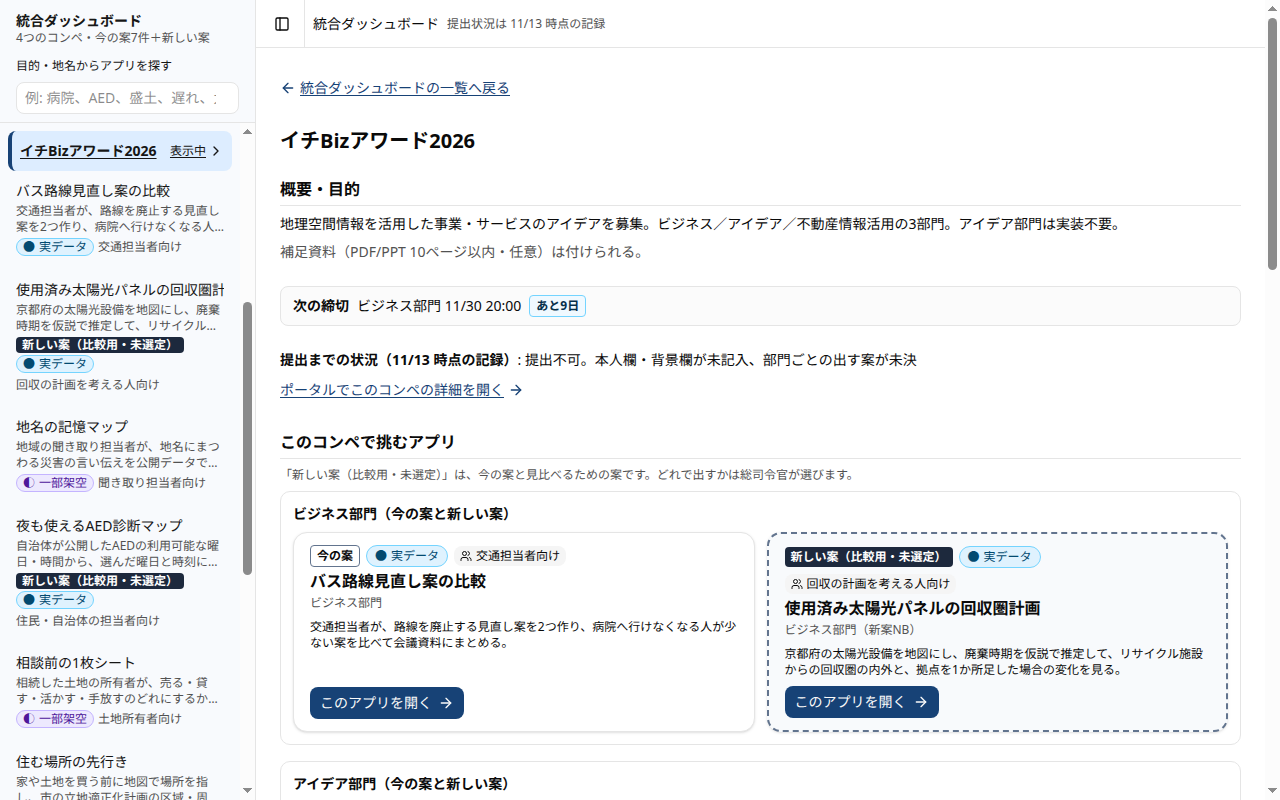 統合ダッシュボード
4つのコンペ・今の案7件＋新しい案
目的・地名からアプリを探す
例: 病院、AED、盛土、遅れ、
イチBizアワード2026 表示中
バス路線見直し案の比較
交通担当者が、路線を廃止する見直し
案を2つ作り、病院へ行けなくなる人...
実データ 交通担当者向け
使用済み太陽光パネルの回収圏計
京都府の太陽光設備を地図にし、廃棄
時期を仮説で推定して、リサイクル...
新しい案（比較用・未選定）
実データ
回収の計画を考える人向け
地名の記憶マップ
地域の聞き取り担当者が、地名にまつ
わる災害の言い伝えを公開データで...
一部架空 聞き取り担当者向け
夜も使えるAED診断マップ
自治体が公開したAEDの利用可能な曜
日・時間から、選んだ曜日と時刻に...
新しい案（比較用・未選定）
実データ
住民・自治体の担当者向け
相談前の1枚シート
相続した土地の所有者が、売る・貸
す・活かす・手放すのどれにするか...
一部架空 土地所有者向け
住む場所の先行き
家や土地を買う前に地図で場所を指
し、市の立地適正化計画の区域・周
統合ダッシュボード 提出状況は 11/13 時点の記録
← 統合ダッシュボードの一覧へ戻る
イチBizアワード2026
概要・目的
地理空間情報を活用した事業・サービスのアイデアを募集。ビジネス／アイデア／不動産情報活用の3部門。アイデア部門は実装不要。
補足資料（PDF/PPT 10ページ以内・任意）は付けられる。
次の締切 ビジネス部門 11/30 20:00 あと9日
提出までの状況（11/13 時点の記録）: 提出不可。本人欄・背景欄が未記入、部門ごとの出す案が未決
ポータルでこのコンペの詳細を開く →
このコンペで挑むアプリ
「新しい案（比較用・未選定）」は、今の案と見比べるための案です。どれで出すかは総司令官が選びます。
ビジネス部門（今の案と新しい案）
今の案 実データ 交通担当者向け
バス路線見直し案の比較
ビジネス部門
交通担当者が、路線を廃止する見直し案を2つ作り、病院へ行けなくなる人が少
ない案を比べて会議資料にまとめる。
このアプリを開く →
新しい案（比較用・未選定） 実データ
回収の計画を考える人向け
使用済み太陽光パネルの回収圏計画
ビジネス部門（新案NB）
京都府の太陽光設備を地図にし、廃棄時期を仮説で推定して、リサイクル施設
からの回収圏の内外と、拠点を1か所足した場合の変化を見る。
このアプリを開く →
アイデア部門（今の案と新しい案）